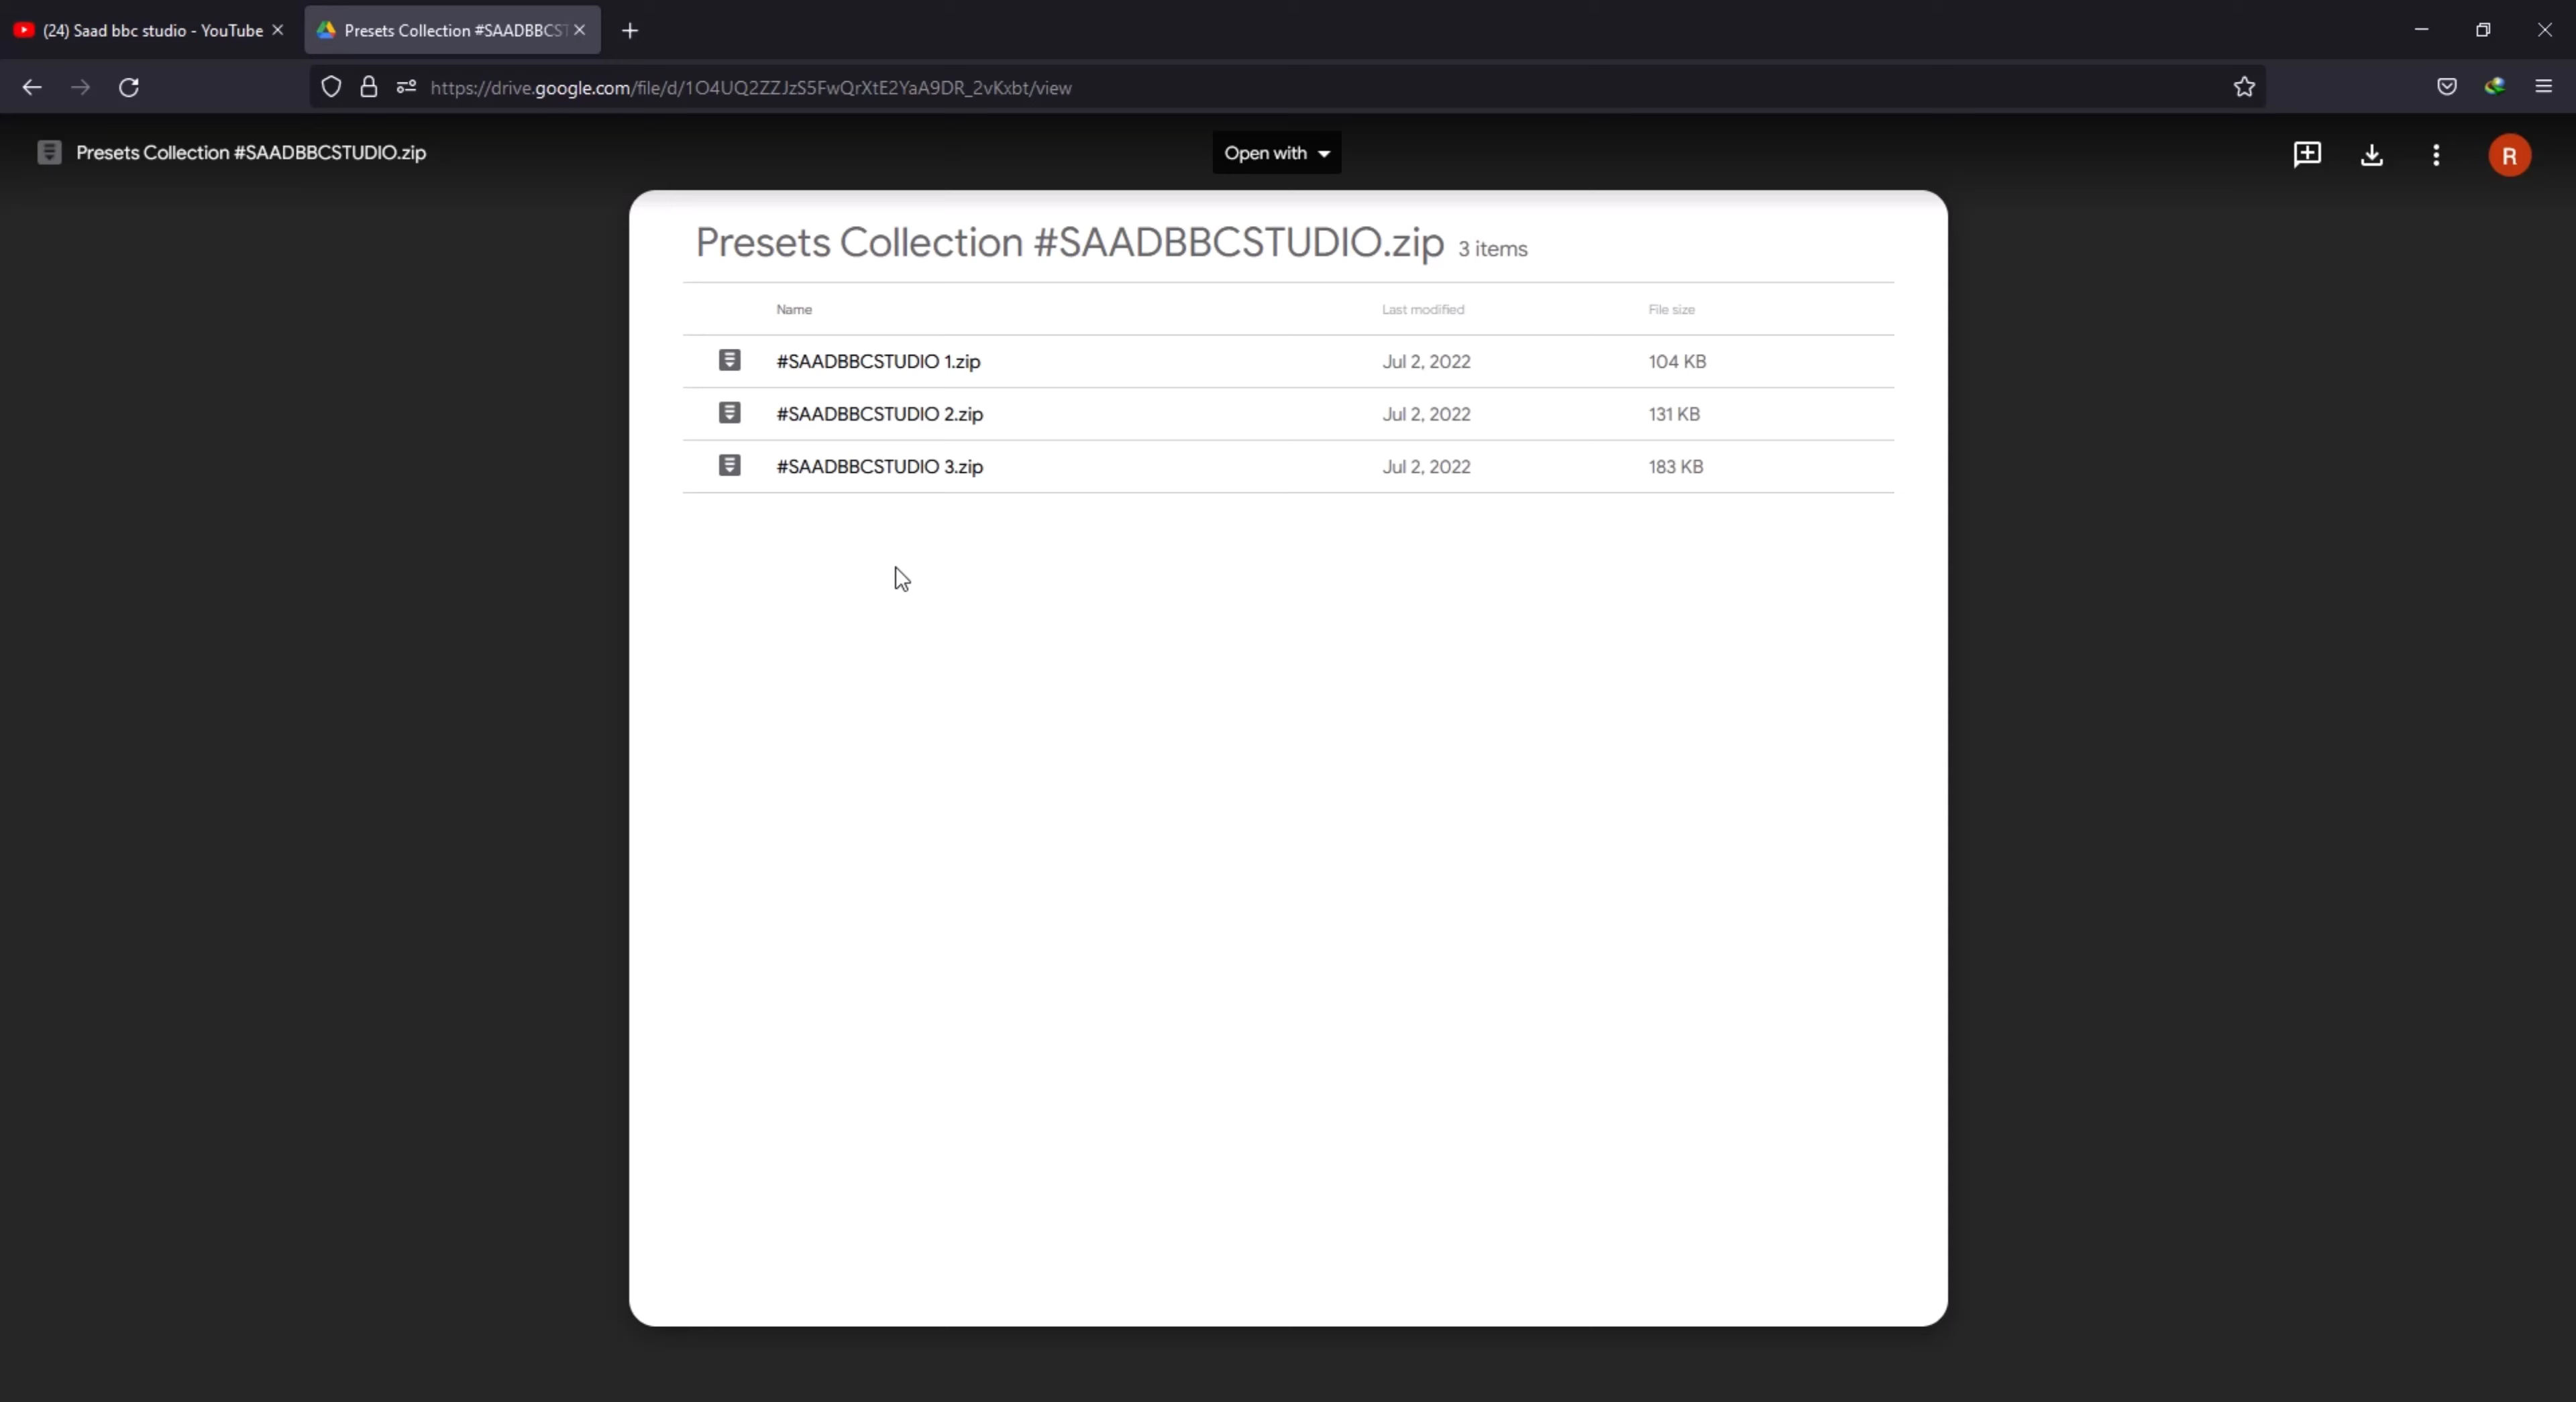 (24) Saad bbc studio - YouTube
Presets Collection #SAADBBCST
https://drive.google.com/file/d/1O4UQ2ZZJzS5FwQrXtE2YaA9DR_2vKxbt/view
Presets Collection #SAADBBCSTUDIO.zip
Open with
R
Presets Collection #SAADBBCSTUDIO.zip 3 items
Name Last modified File size
#SAADBBCSTUDIO 1.zip Jul 2, 2022 104 KB
#SAADBBCSTUDIO 2.zip Jul 2, 2022 131 KB
#SAADBBCSTUDIO 3.zip Jul 2, 2022 183 KB